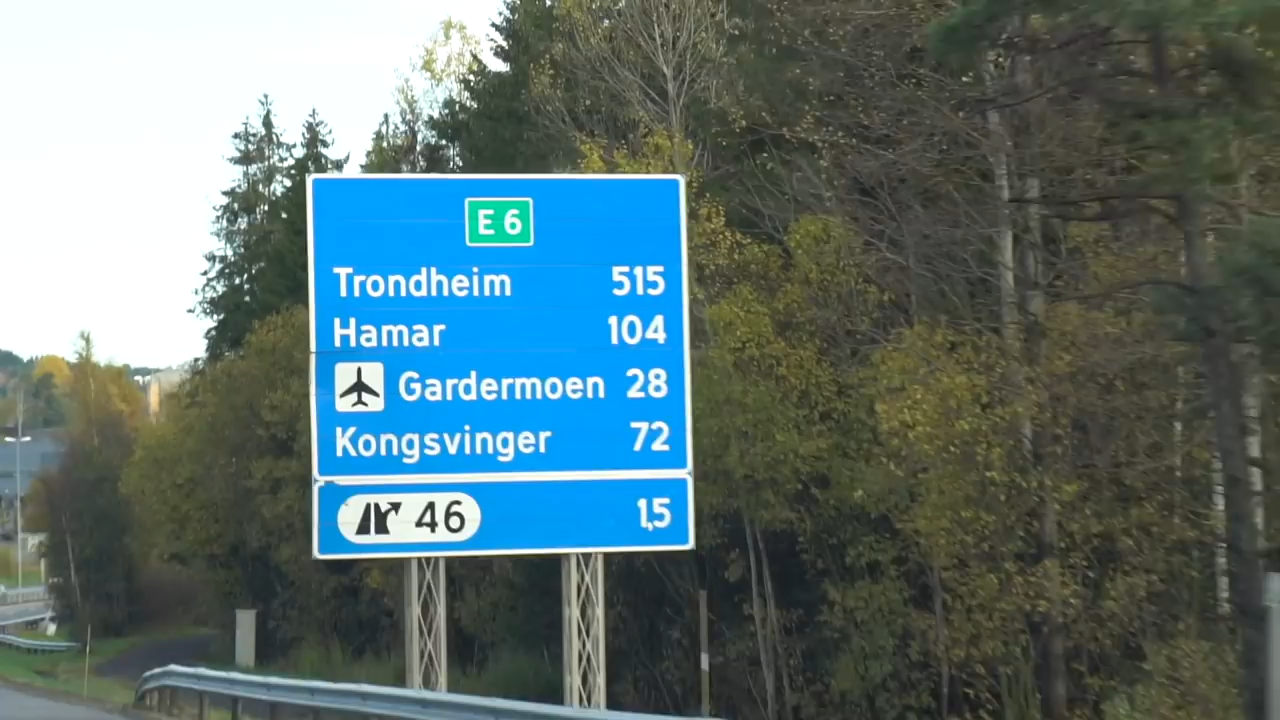 E 6
Trondheim 515
Hamar 104
Gardermoen 28
Kongsvinger 72
46 1,5